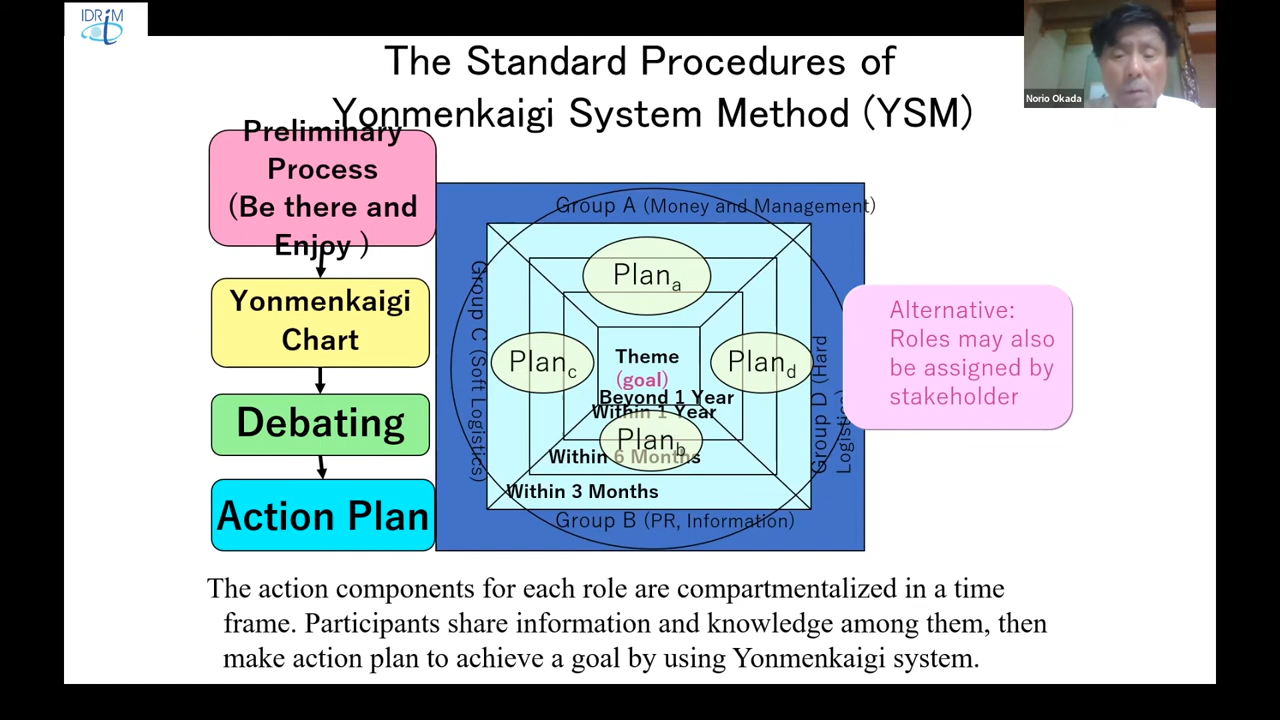 IDRiM
Norio Okada
The Standard Procedures of
Yonmenkaigi System Method (YSM)
Preliminary
Process
(Be there and
Enjoy )
Yonmenkaigi
Chart
Debating
Action Plan
Group A (Money and Management)
Group C (Soft Logistics)
Group D (Hard
Logistics)
Group B (PR, Information)
Plana
Planc
Pland
Planb
Theme
(goal)
Beyond 1 Year
Within 1 Year
Within 6 Months
Within 3 Months
Alternative:
Roles may also
be assigned by
stakeholder
The action components for each role are compartmentalized in a time
frame. Participants share information and knowledge among them, then
make action plan to achieve a goal by using Yonmenkaigi system.